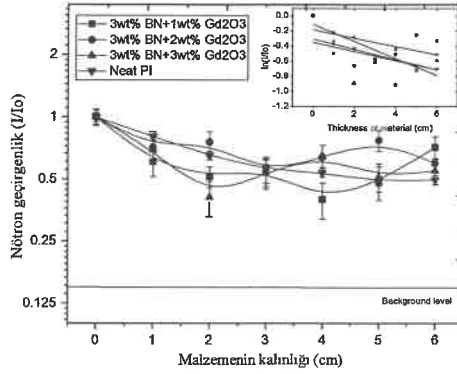 3wt% BN+1wt% Gd2O3
3wt% BN+2wt% Gd2O3
3wt% BN+3wt% Gd2O3
Neat PI
ln(I/Io)
0.0
-0.2
-0.4
-0.6
-0.8
-1.0
-1.2
0 2 4 6
Thickness of material (cm)
Nötron geçirgenlik (I/Io)
2
1
0.5
0.25
0.125
Background level
0 1 2 3 4 5 6
Malzemenin kalınlığı (cm)